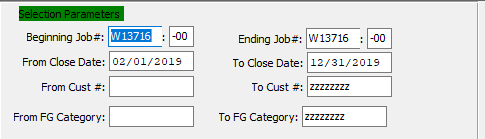 Selection Parameters
Beginning Job#: W13716 : -00 Ending Job#: W13716 : -00
From Close Date: 02/01/2019 To Close Date: 12/31/2019
From Cust #: To Cust #: zzzzzzzz
From FG Category: To FG Category: zzzzzzzz